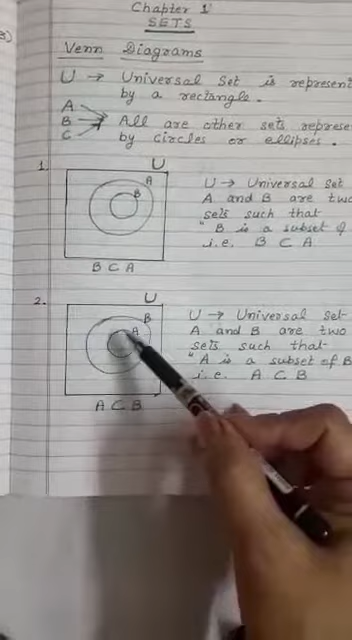 Chapter 1
SETS
Venn Diagrams
U → Universal Set is represent
by a rectangle.
A
B
C
All are other sets represe
by circles or ellipses.
1.
U
A
B
B ⊂ A
U → Universal Set
A and B are two
sets such that
"B is a subset of
i.e. B ⊂ A
2.
U
B
A
A ⊂ B
U → Universal Set
A and B are two
sets such that
"A is a subset of B
i.e. A ⊂ B